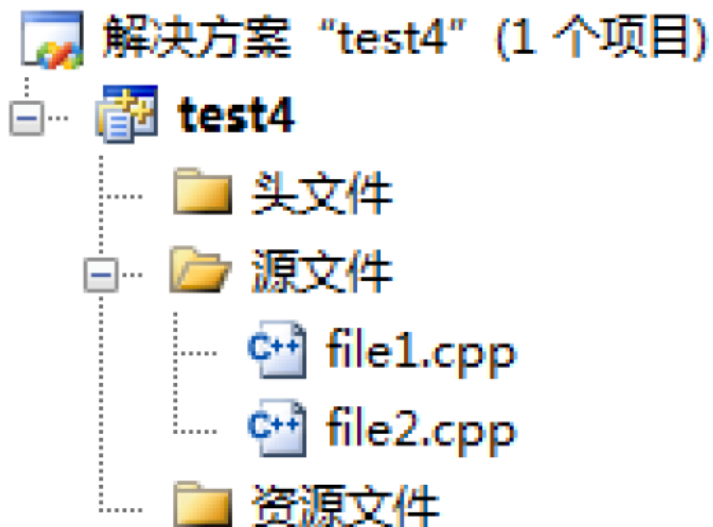 解决方案 “test4” (1 个项目)
test4
头文件
源文件
C++ file1.cpp
C++ file2.cpp
资源文件